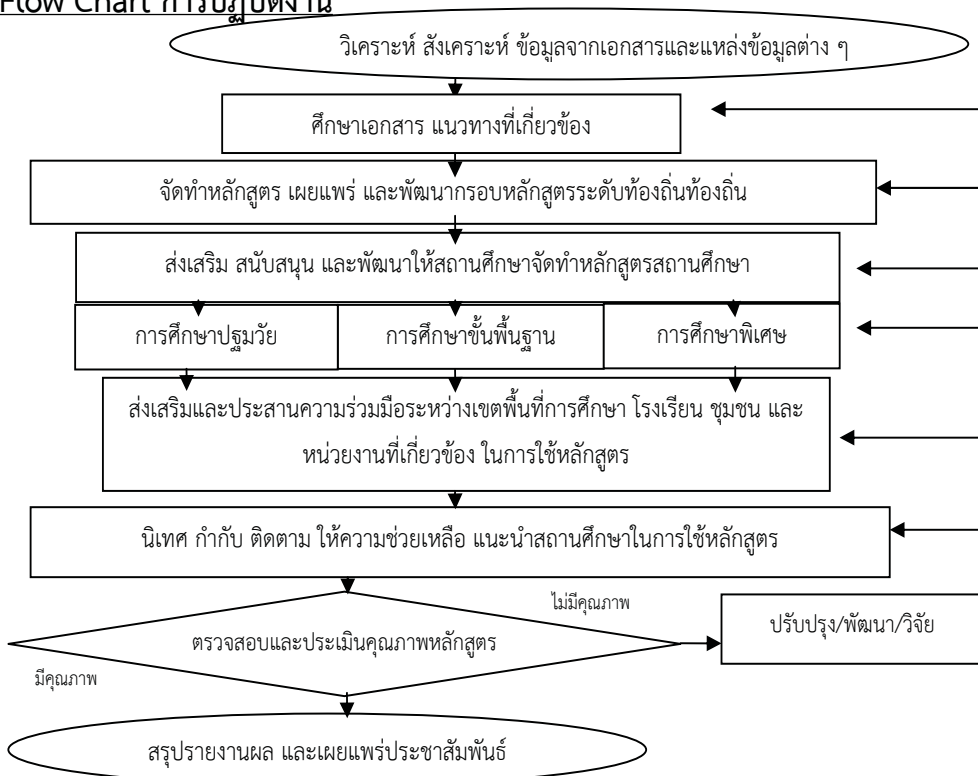 Flow Chart การปฏิบัติงาน
วิเคราะห์ สังเคราะห์ ข้อมูลจากเอกสารและแหล่งข้อมูลต่าง ๆ
ศึกษาเอกสาร แนวทางที่เกี่ยวข้อง
จัดทำหลักสูตร เผยแพร่ และพัฒนากรอบหลักสูตรระดับท้องถิ่นท้องถิ่น
ส่งเสริม สนับสนุน และพัฒนาให้สถานศึกษาจัดทำหลักสูตรสถานศึกษา
การศึกษาปฐมวัย
การศึกษาขั้นพื้นฐาน
การศึกษาพิเศษ
ส่งเสริมและประสานความร่วมมือระหว่างเขตพื้นที่การศึกษา โรงเรียน ชุมชน และ
หน่วยงานที่เกี่ยวข้อง ในการใช้หลักสูตร
นิเทศ กำกับ ติดตาม ให้ความช่วยเหลือ แนะนำสถานศึกษาในการใช้หลักสูตร
ไม่มีคุณภาพ
ปรับปรุง/พัฒนา/วิจัย
ตรวจสอบและประเมินคุณภาพหลักสูตร
มีคุณภาพ
สรุปรายงานผล และเผยแพร่ประชาสัมพันธ์